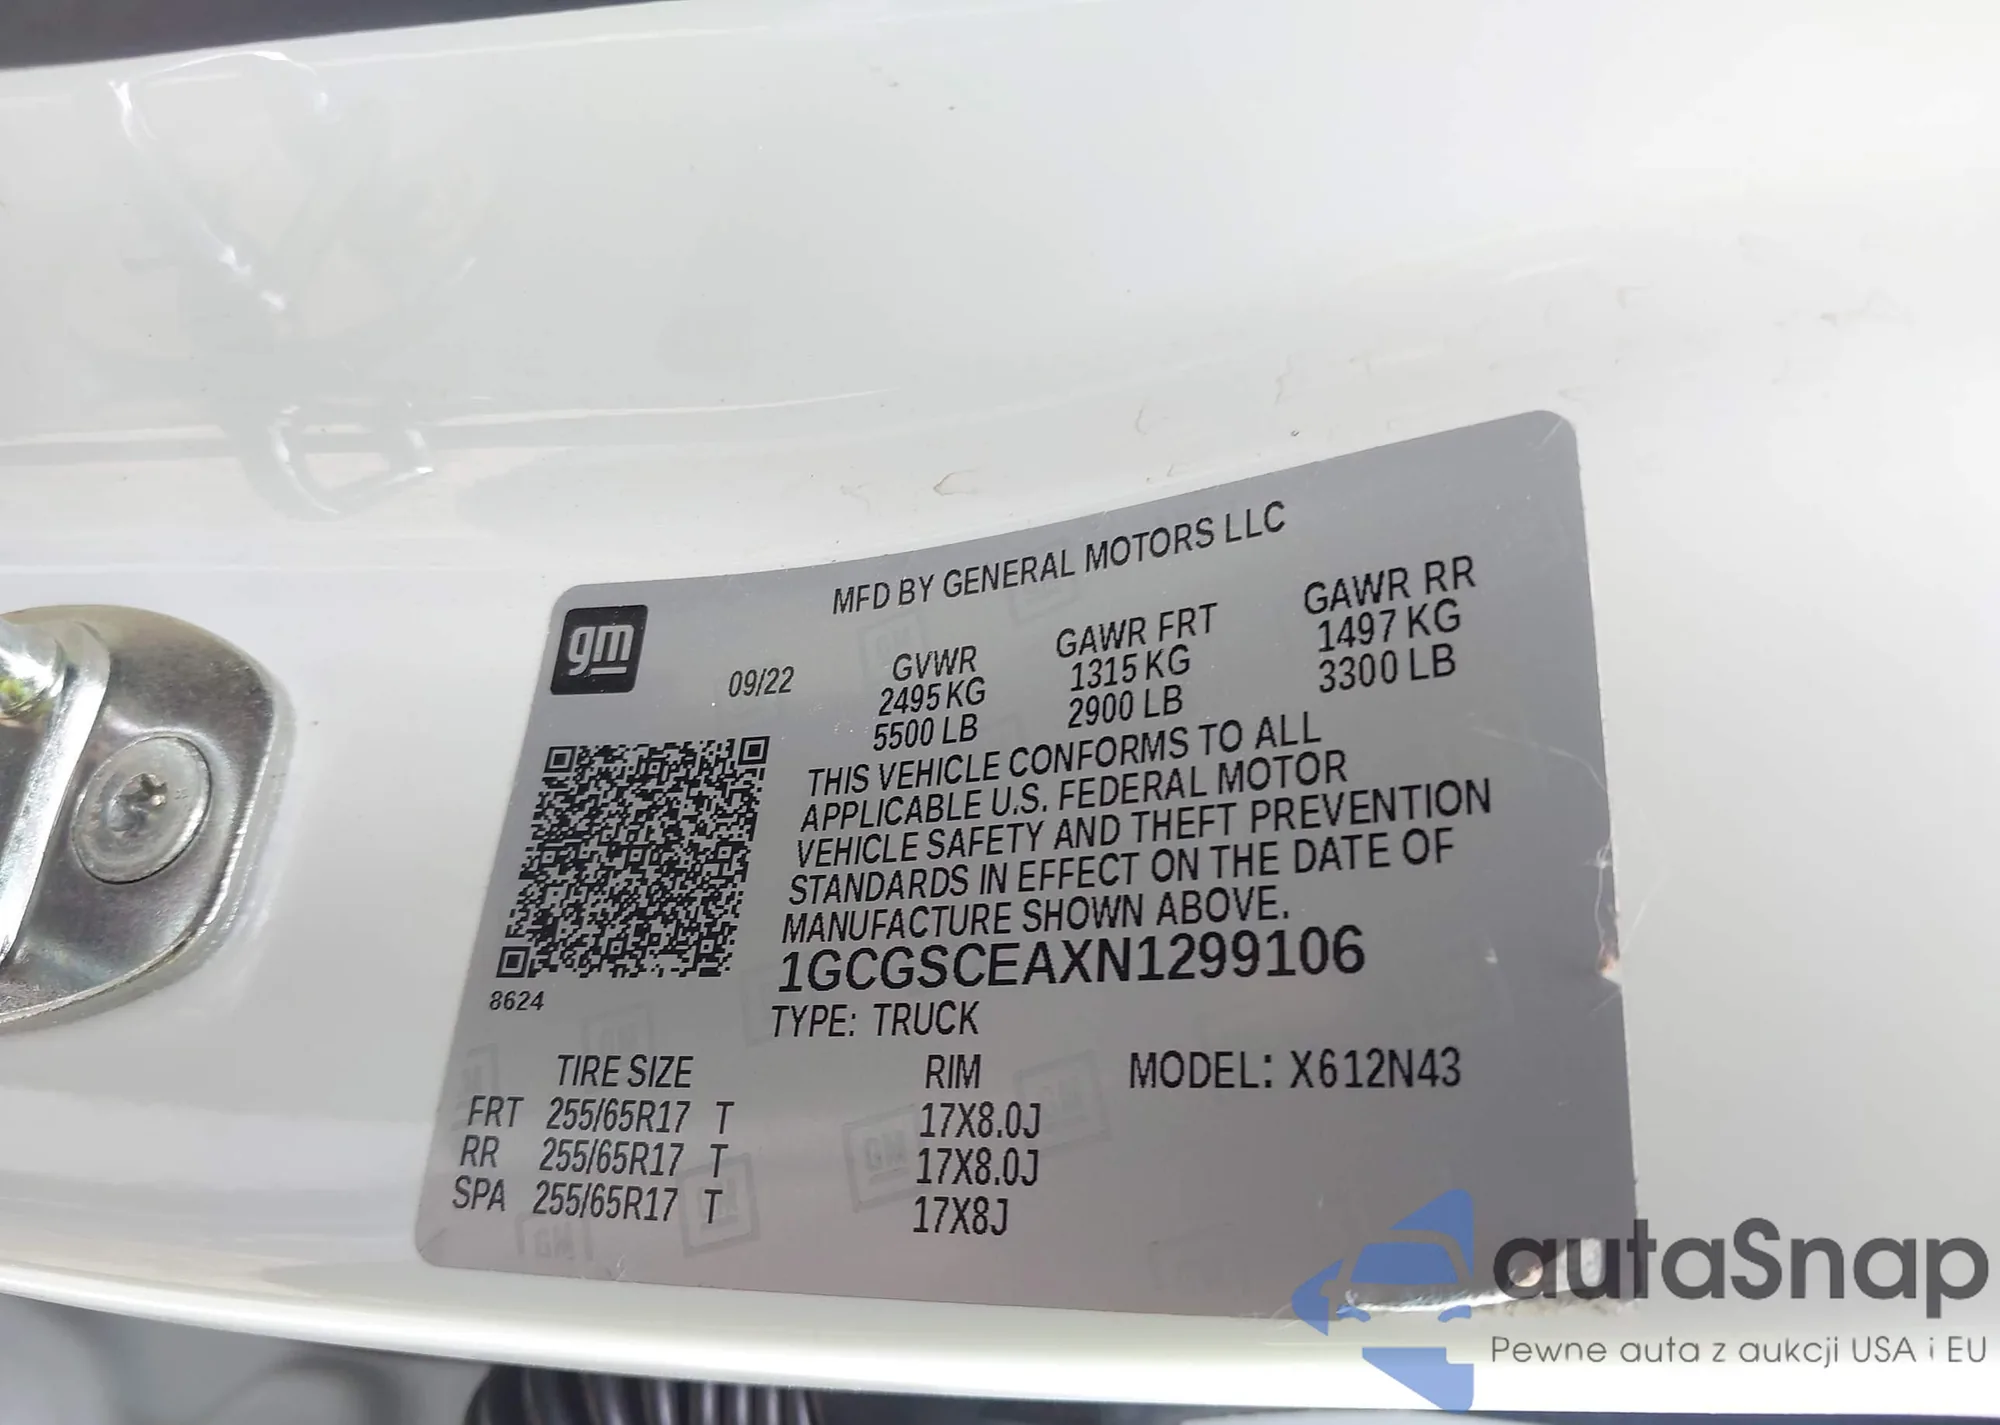 MFD BY GENERAL MOTORS LLC
gm
09/22
GVWR
2495 KG
5500 LB
GAWR FRT
1315 KG
2900 LB
GAWR RR
1497 KG
3300 LB
THIS VEHICLE CONFORMS TO ALL
APPLICABLE U.S. FEDERAL MOTOR
VEHICLE SAFETY AND THEFT PREVENTION
STANDARDS IN EFFECT ON THE DATE OF
MANUFACTURE SHOWN ABOVE.
1GCGSCEAXN1299106
8624
TYPE: TRUCK
TIRE SIZE RIM MODEL: X612N43
FRT 255/65R17 T 17X8.0J
RR 255/65R17 T 17X8.0J
SPA 255/65R17 T 17X8J
GM
GM
GM
GM
autaSnap
Pewne auta z aukcji USA i EU